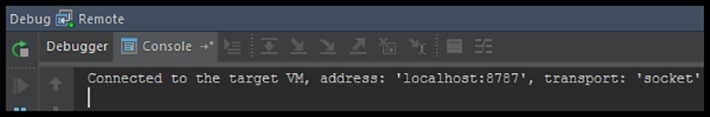 Debug Remote
Debugger Console
Connected to the target VM, address: 'localhost:8787', transport: 'socket'